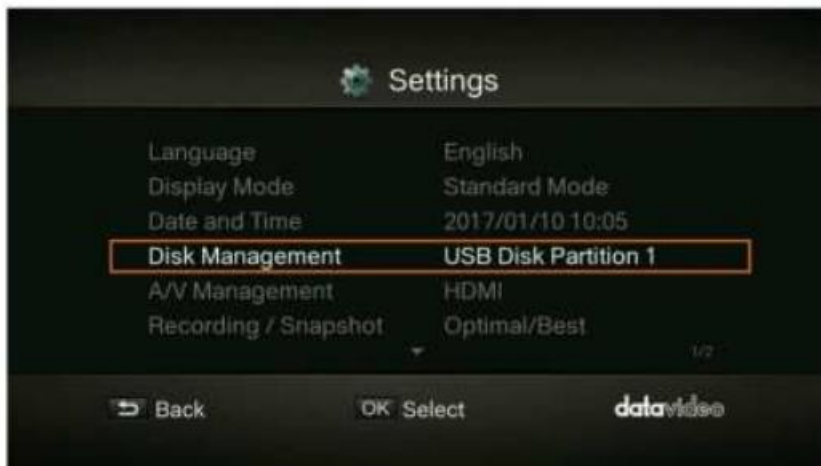 Settings
Language English
Display Mode Standard Mode
Date and Time 2017/01/10 10:05
Disk Management USB Disk Partition 1
A/V Management HDMI
Recording / Snapshot Optimal/Best
1/2
Back OK Select datavideo